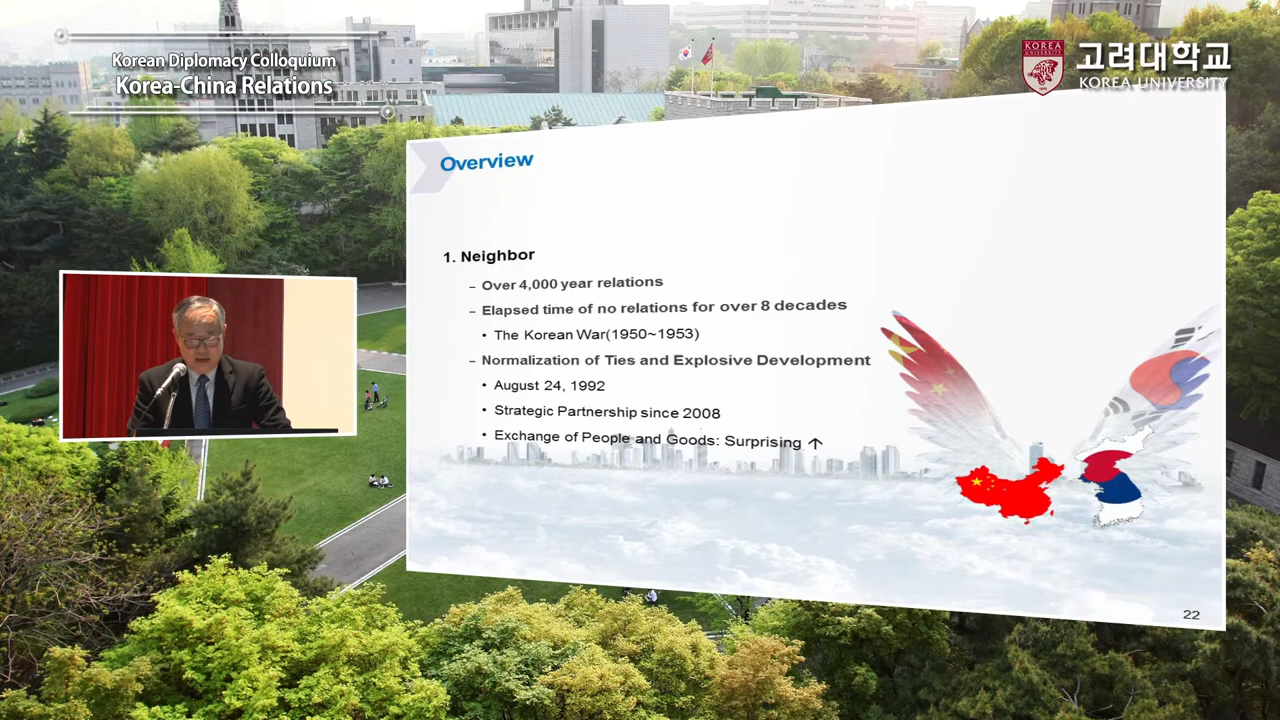 Korean Diplomacy Colloquium
Korea-China Relations
KOREA
UNIVERSITY
고려대학교
KOREA UNIVERSITY
Overview
1. Neighbor
– Over 4,000 year relations
– Elapsed time of no relations for over 8 decades
• The Korean War(1950~1953)
– Normalization of Ties and Explosive Development
• August 24, 1992
• Strategic Partnership since 2008
• Exchange of People and Goods: Surprising ↑
22